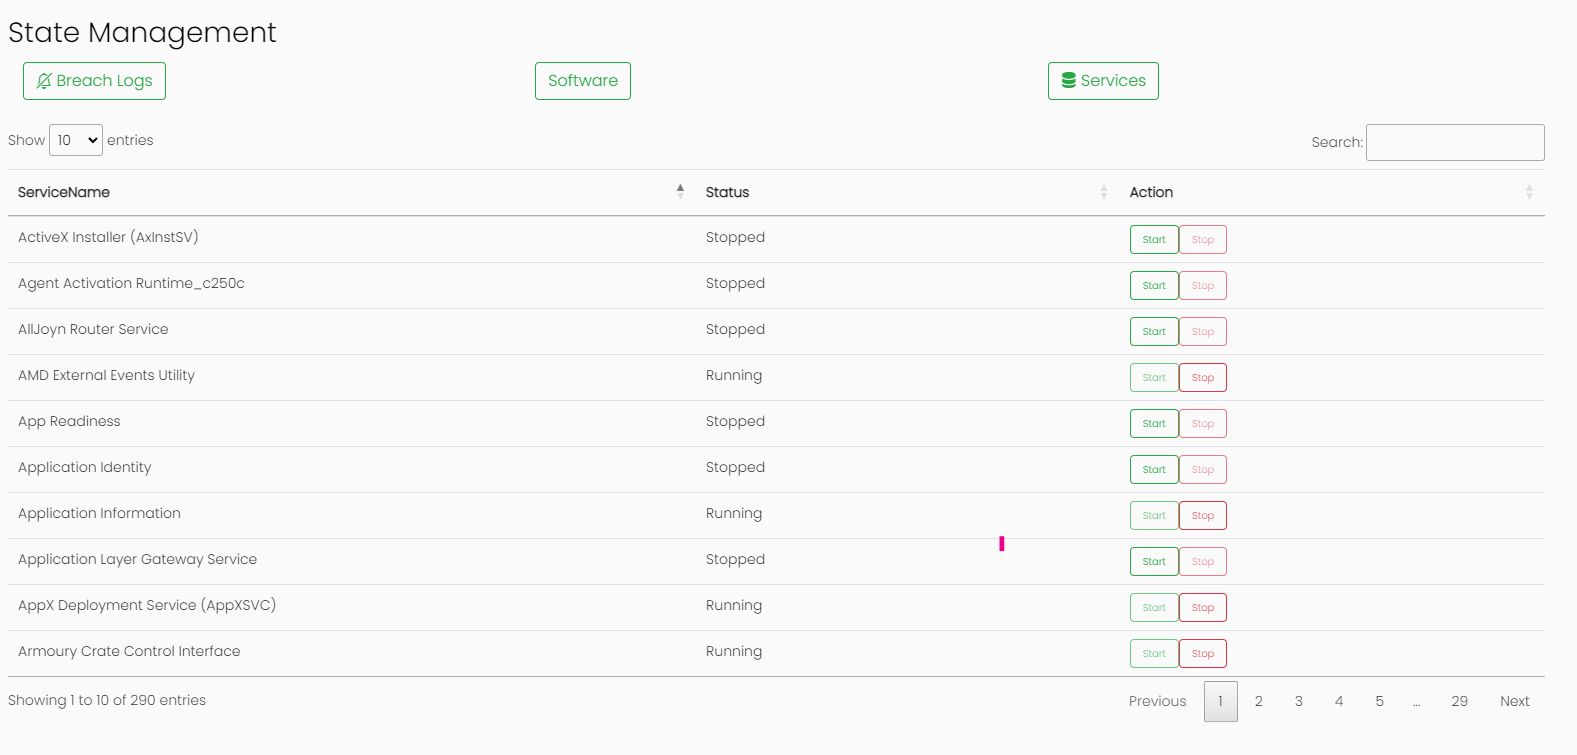 State Management
Breach Logs Software Services
Show 10 entries Search:
ServiceName Status Action
ActiveX Installer (AxInstSV) Stopped Start Stop
Agent Activation Runtime_c250c Stopped Start Stop
AllJoyn Router Service Stopped Start Stop
AMD External Events Utility Running Start Stop
App Readiness Stopped Start Stop
Application Identity Stopped Start Stop
Application Information Running Start Stop
Application Layer Gateway Service Stopped Start Stop
AppX Deployment Service (AppXSVC) Running Start Stop
Armoury Crate Control Interface Running Start Stop
Showing 1 to 10 of 290 entries Previous 1 2 3 4 5 … 29 Next